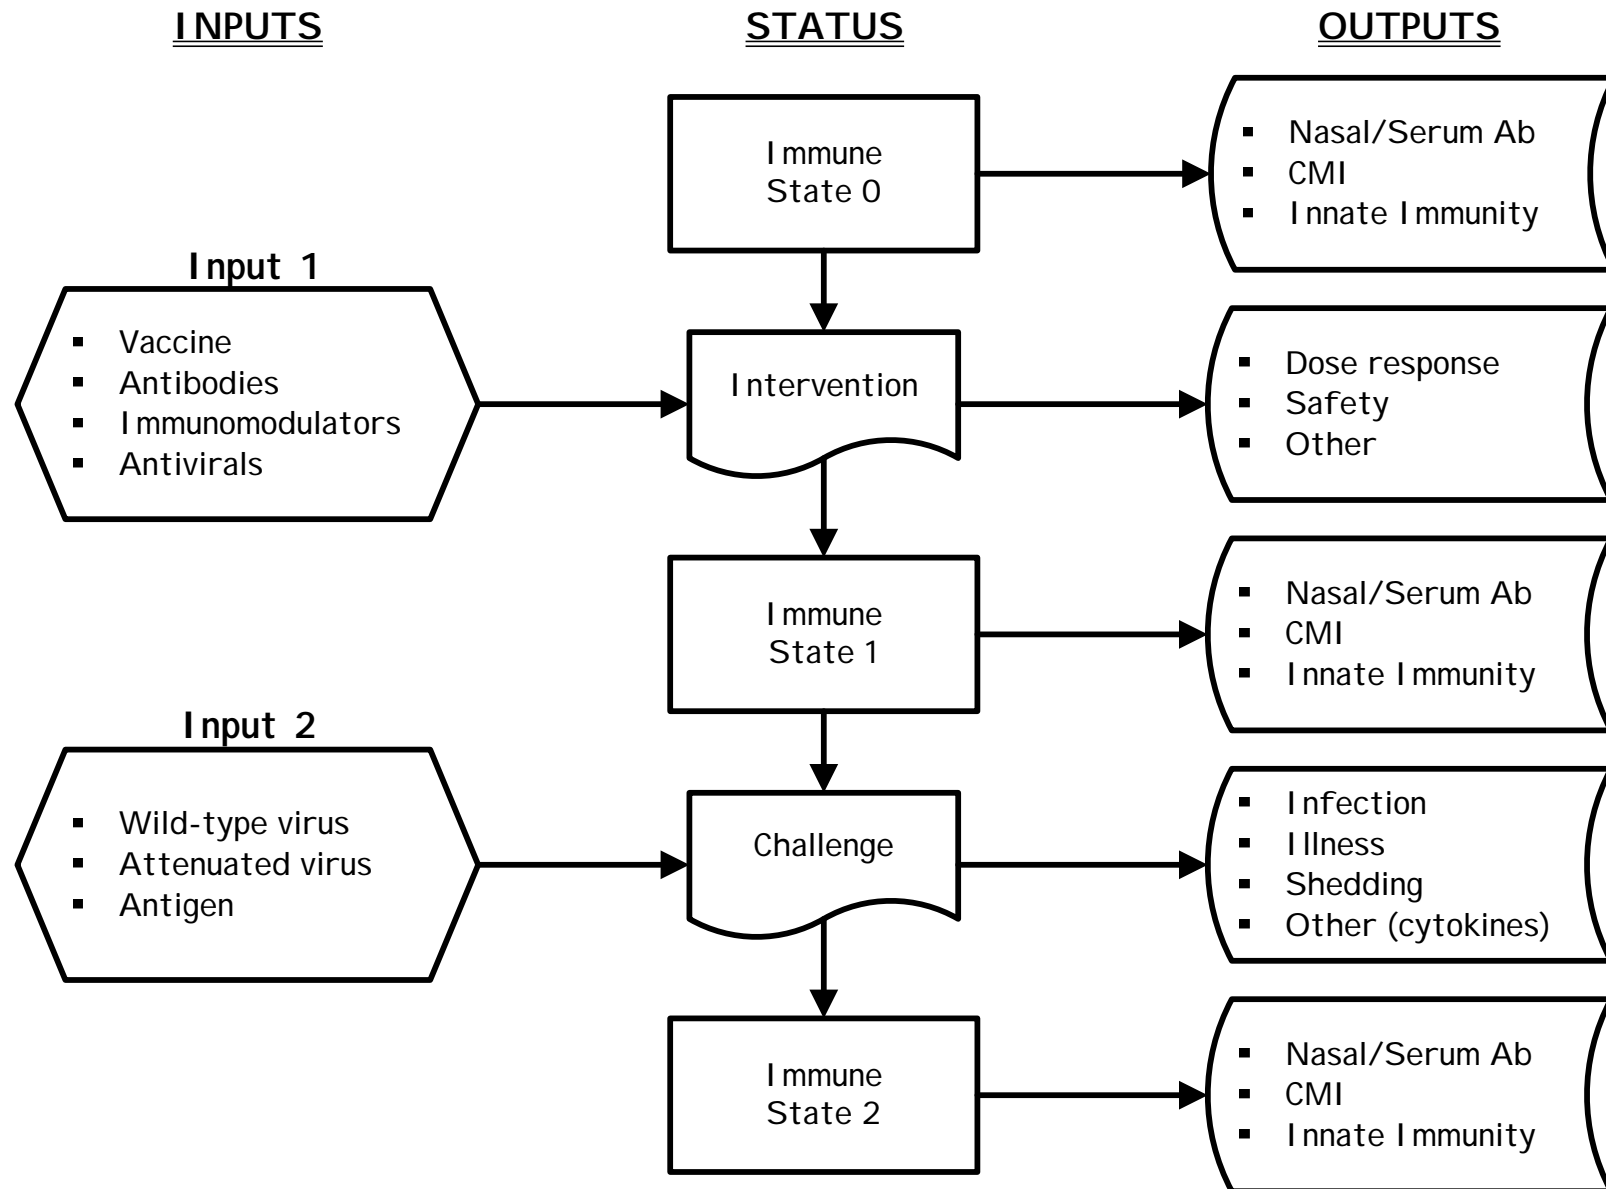 INPUTS
STATUS
OUTPUTS
Immune
State 0
▪ Nasal/Serum Ab
▪ CMI
▪ Innate Immunity
Input 1
▪ Vaccine
▪ Antibodies
▪ Immunomodulators
▪ Antivirals
Intervention
▪ Dose response
▪ Safety
▪ Other
Immune
State 1
▪ Nasal/Serum Ab
▪ CMI
▪ Innate Immunity
Input 2
▪ Wild-type virus
▪ Attenuated virus
▪ Antigen
Challenge
▪ Infection
▪ Illness
▪ Shedding
▪ Other (cytokines)
Immune
State 2
▪ Nasal/Serum Ab
▪ CMI
▪ Innate Immunity